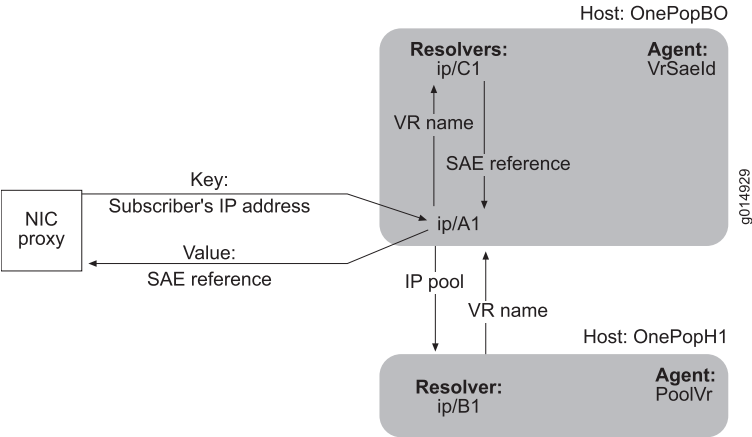 Host: OnePopBO
Resolvers:
ip/C1
Agent:
VrSaeId
VR name
SAE reference
Key:
Subscriber's IP address
NIC
proxy
ip/A1
Value:
SAE reference
IP pool
VR name
Host: OnePopH1
Resolver:
ip/B1
Agent:
PoolVr
g014929